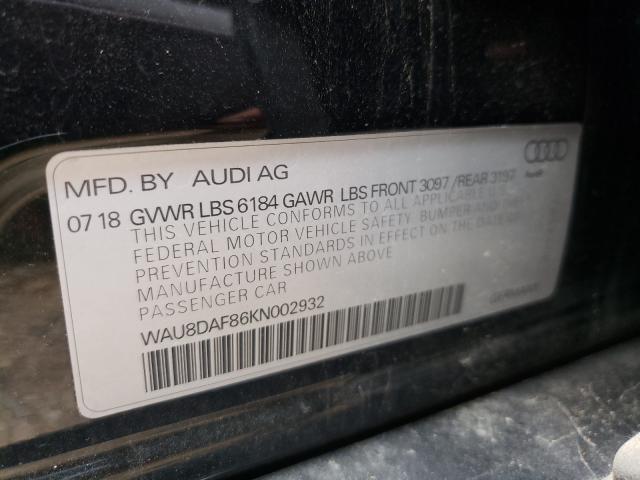 MFD. BY AUDI AG
07 18 GVWR LBS 6184 GAWR LBS FRONT 3097 / REAR 3197
THIS VEHICLE CONFORMS TO ALL APPLICABLE
FEDERAL MOTOR VEHICLE SAFETY, BUMPER AND THEFT
PREVENTION STANDARDS IN EFFECT ON THE DATE OF
MANUFACTURE SHOWN ABOVE
PASSENGER CAR
WAU8DAF86KN002932
Audi
GERMANY